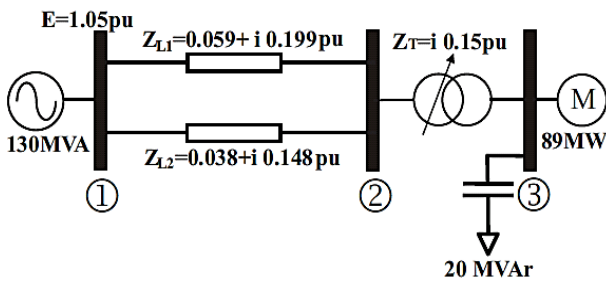 E=1.05pu
Z_L1=0.059+ i 0.199pu
Z_T=i 0.15pu
M
130MVA
Z_L2=0.038+i 0.148pu
89MW
①
②
③
20 MVAr